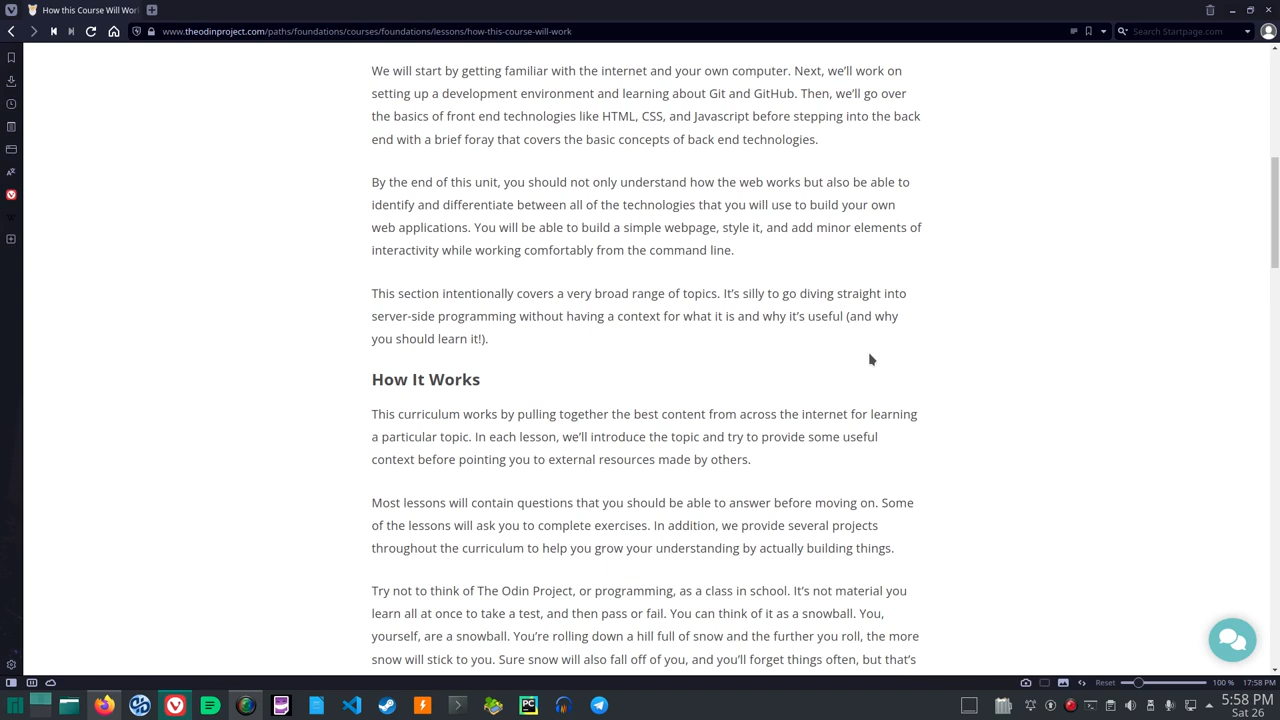 How this Course Will Wor
www.theodinproject.com/paths/foundations/courses/foundations/lessons/how-this-course-will-work
Search Startpage.com
We will start by getting familiar with the internet and your own computer. Next, we’ll work on
setting up a development environment and learning about Git and GitHub. Then, we’ll go over
the basics of front end technologies like HTML, CSS, and Javascript before stepping into the back
end with a brief foray that covers the basic concepts of back end technologies.
By the end of this unit, you should not only understand how the web works but also be able to
identify and differentiate between all of the technologies that you will use to build your own
web applications. You will be able to build a simple webpage, style it, and add minor elements of
interactivity while working comfortably from the command line.
This section intentionally covers a very broad range of topics. It’s silly to go diving straight into
server-side programming without having a context for what it is and why it’s useful (and why
you should learn it!).
How It Works
This curriculum works by pulling together the best content from across the internet for learning
a particular topic. In each lesson, we’ll introduce the topic and try to provide some useful
context before pointing you to external resources made by others.
Most lessons will contain questions that you should be able to answer before moving on. Some
of the lessons will ask you to complete exercises. In addition, we provide several projects
throughout the curriculum to help you grow your understanding by actually building things.
Try not to think of The Odin Project, or programming, as a class in school. It’s not material you
learn all at once to take a test, and then pass or fail. You can think of it as a snowball. You,
yourself, are a snowball. You’re rolling down a hill full of snow and the further you roll, the more
snow will stick to you. Sure snow will also fall off of you, and you’ll forget things often, but that’s
Reset
100 %
17:58 PM
PC
5:58 PM
Sat 26